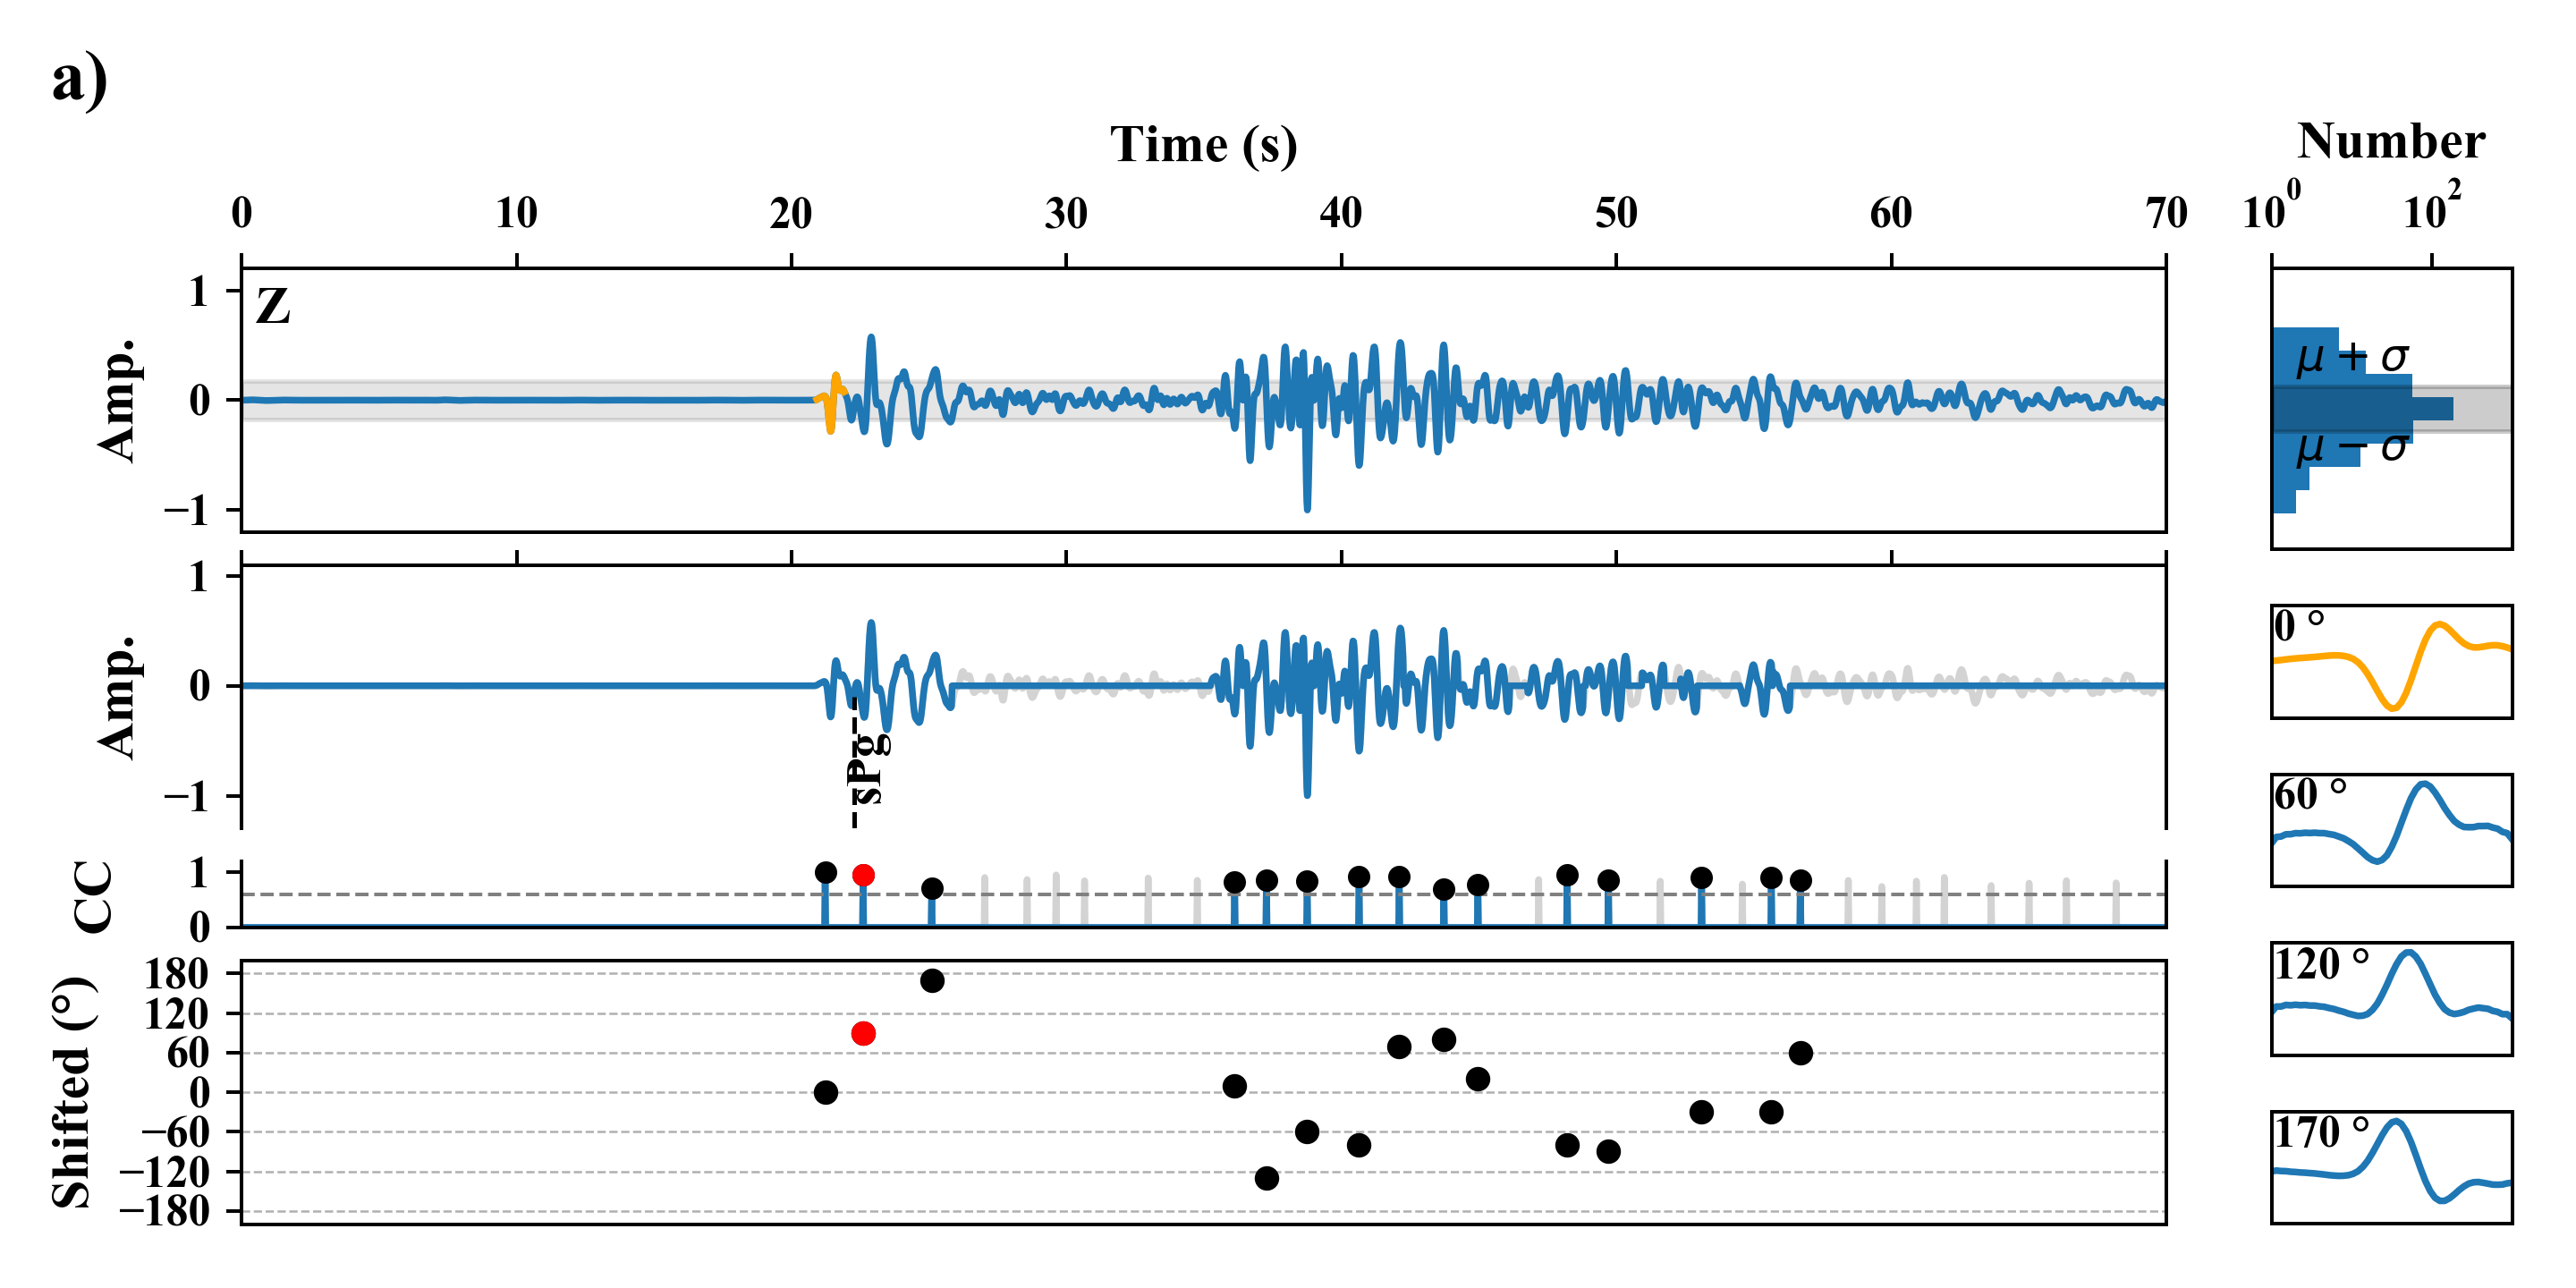 a)
Time (s)
Number
0 10 20 30 40 50 60 70
10^0 10^2
Z
Amp.
1
0
−1
μ + σ
μ − σ
Amp.
1
0
−1
sPg
0 °
60 °
CC
1
0
120 °
Shifted (°)
180
120
60
0
−60
−120
−180
170 °